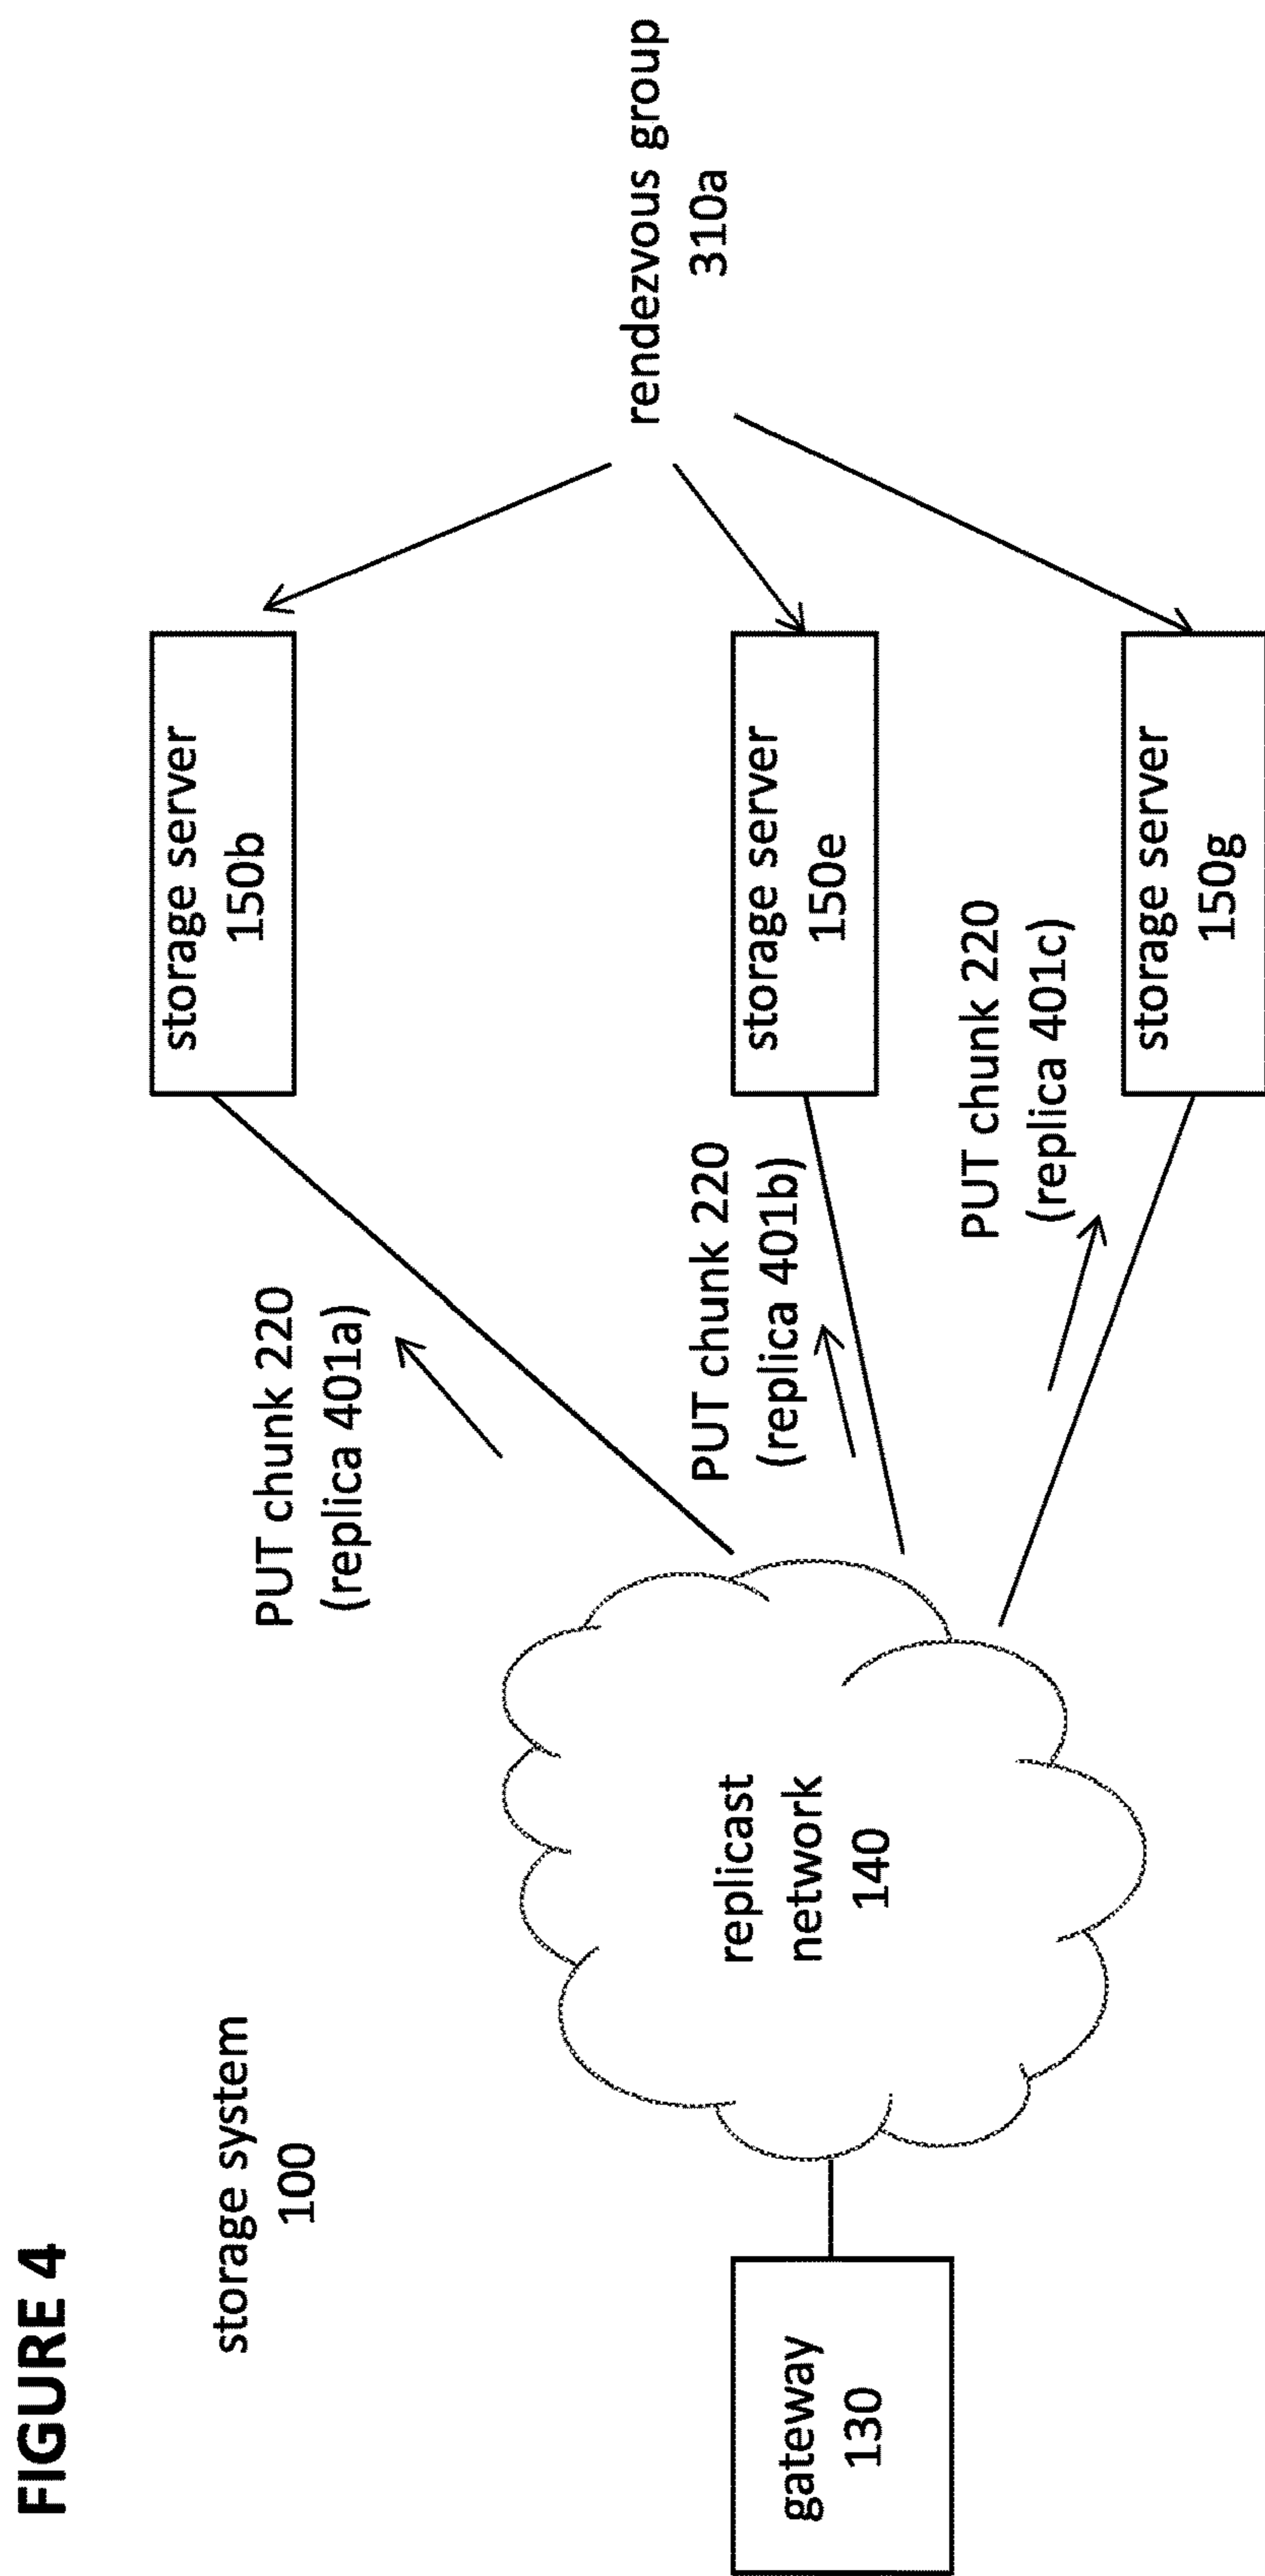 FIGURE 4
storage system
100
gateway
130
replicast
network
140
PUT chunk 220
(replica 401a)
PUT chunk 220
(replica 401b)
PUT chunk 220
(replica 401c)
storage server
150b
storage server
150e
storage server
150g
rendezvous group
310a